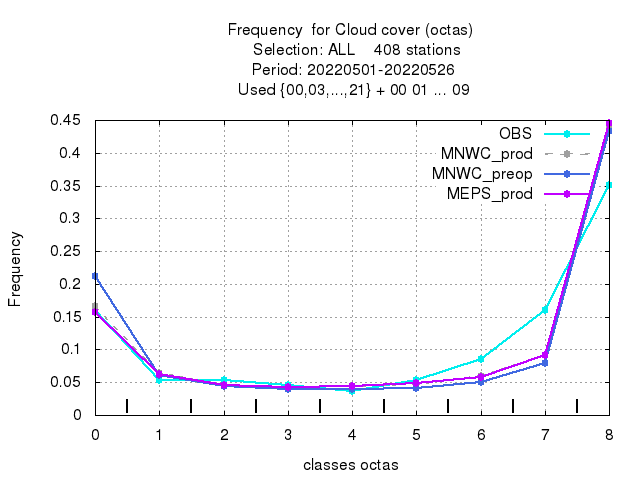 Frequency  for Cloud cover (octas)
Selection: ALL    408 stations
Period: 20220501-20220526
Used {00,03,...,21} + 00 01 ... 09
OBS
MNWC_prod
MNWC_preop
MEPS_prod
0.45
0.4
0.35
0.3
0.25
0.2
0.15
0.1
0.05
0
Frequency
0 1 2 3 4 5 6 7 8
classes octas